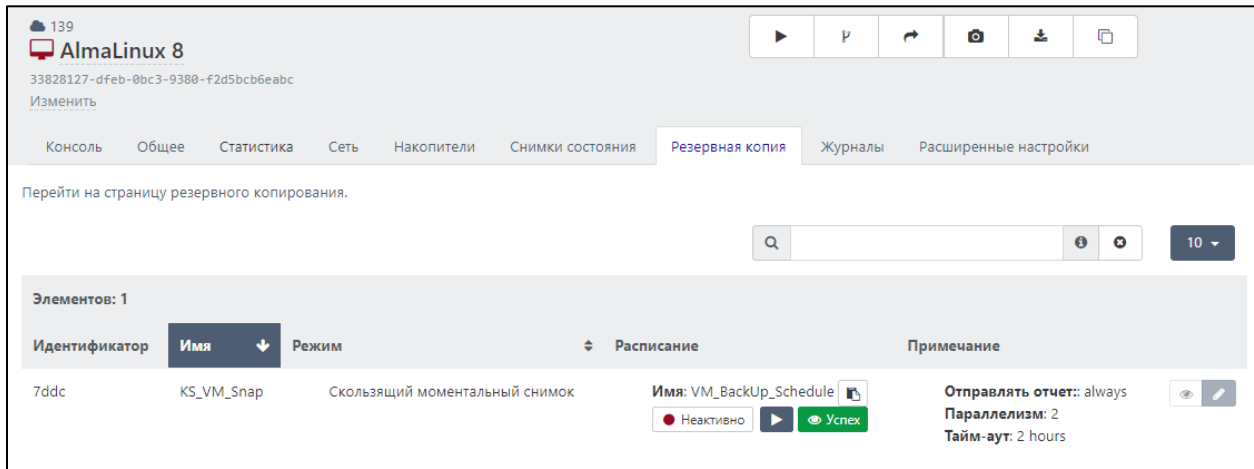 139
AlmaLinux 8
33828127-dfeb-0bc3-9380-f2d5bcb6eabc
Изменить
Консоль Общее Статистика Сеть Накопители Снимки состояния Резервная копия Журналы Расширенные настройки
Перейти на страницу резервного копирования.
10
Элементов: 1
Идентификатор Имя Режим Расписание Примечание
7ddc KS_VM_Snap Скользящий моментальный снимок Имя: VM_BackUp_Schedule Отправлять отчет:: always
Неактивно Успех Параллелизм: 2
Тайм-аут: 2 hours